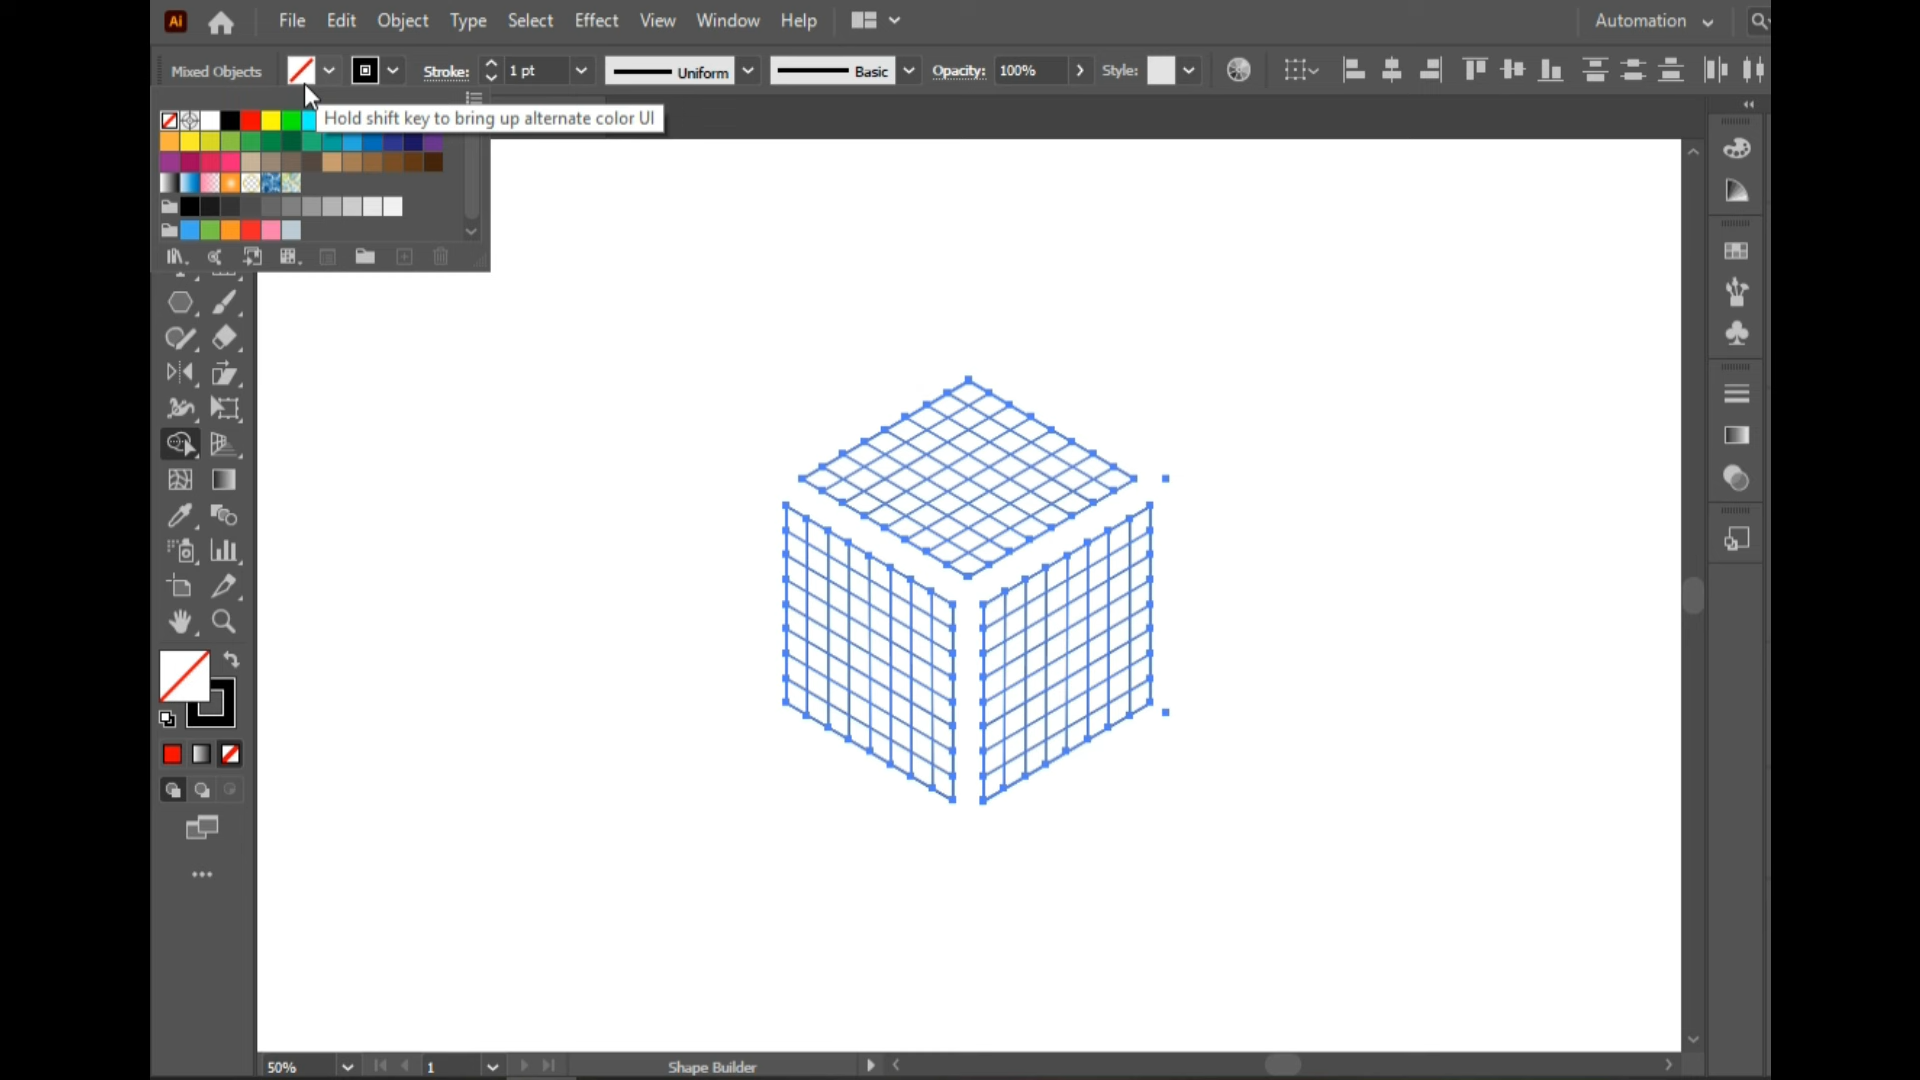 Ai File Edit Object Type Select Effect View Window Help Automation
Mixed Objects Stroke: 1 pt Uniform Basic Opacity: 100% Style:
Hold shift key to bring up alternate color UI
50% 1 Shape Builder